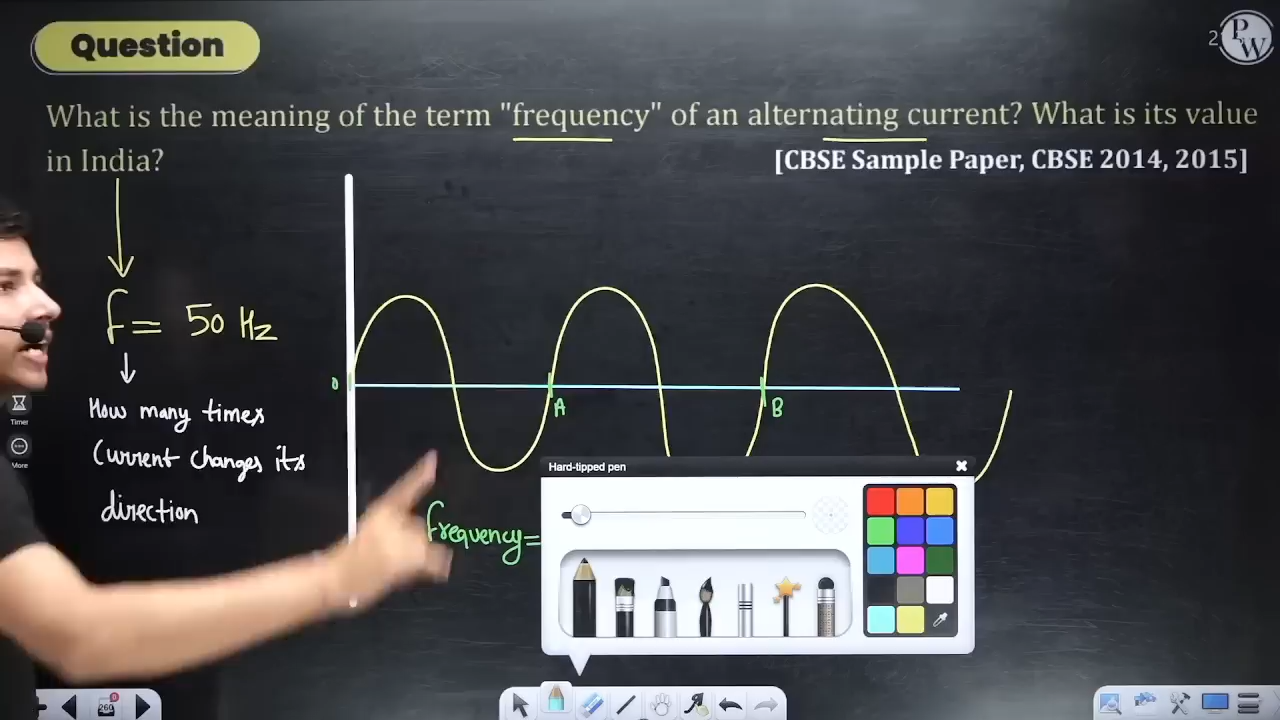 Question
PW
What is the meaning of the term "frequency" of an alternating current? What is its value
in India?
[CBSE Sample Paper, CBSE 2014, 2015]
f = 50 Hz
How many times
Current changes its
direction
0
A
B
frequency=
Hard-tipped pen
Timer
More
260